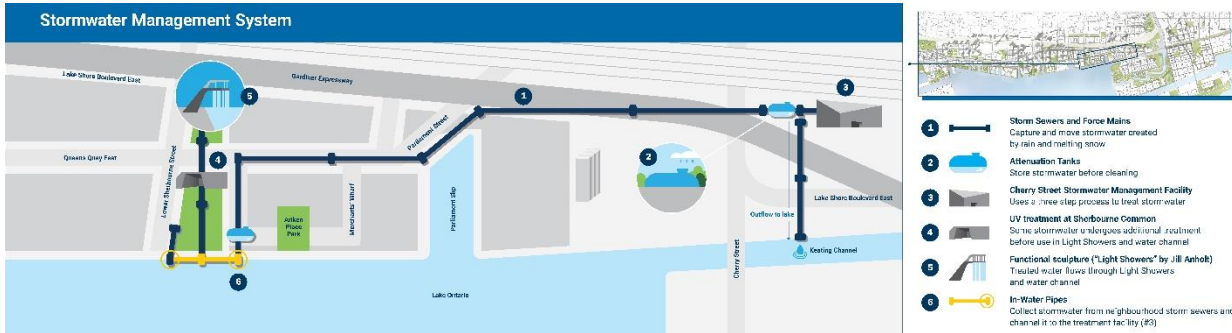 Stormwater Management System
Lake Shore Boulevard East
Gardiner Expressway
5
1
3
Parliament Street
Queens Quay East
4
Lower Sherbourne Street
2
Merchants' Wharf
Parliament Slip
Aitken
Place
Park
Outflow to lake
Lake Shore Boulevard East
Cherry Street
Keating Channel
6
Lake Ontario
1
Storm Sewers and Force Mains
Capture and move stormwater created
by rain and melting snow
2
Attenuation Tanks
Store stormwater before cleaning
3
Cherry Street Stormwater Management Facility
Uses a three step process to treat stormwater
4
UV treatment at Sherbourne Common
Some stormwater undergoes additional treatment
before use in Light Showers and water channel
5
Functional sculpture ("Light Showers" by Jill Anholt)
Treated water flows through Light Showers
and water channel
6
In-Water Pipes
Collect stormwater from neighbourhood storm sewers and
channel it to the treatment facility (#3)